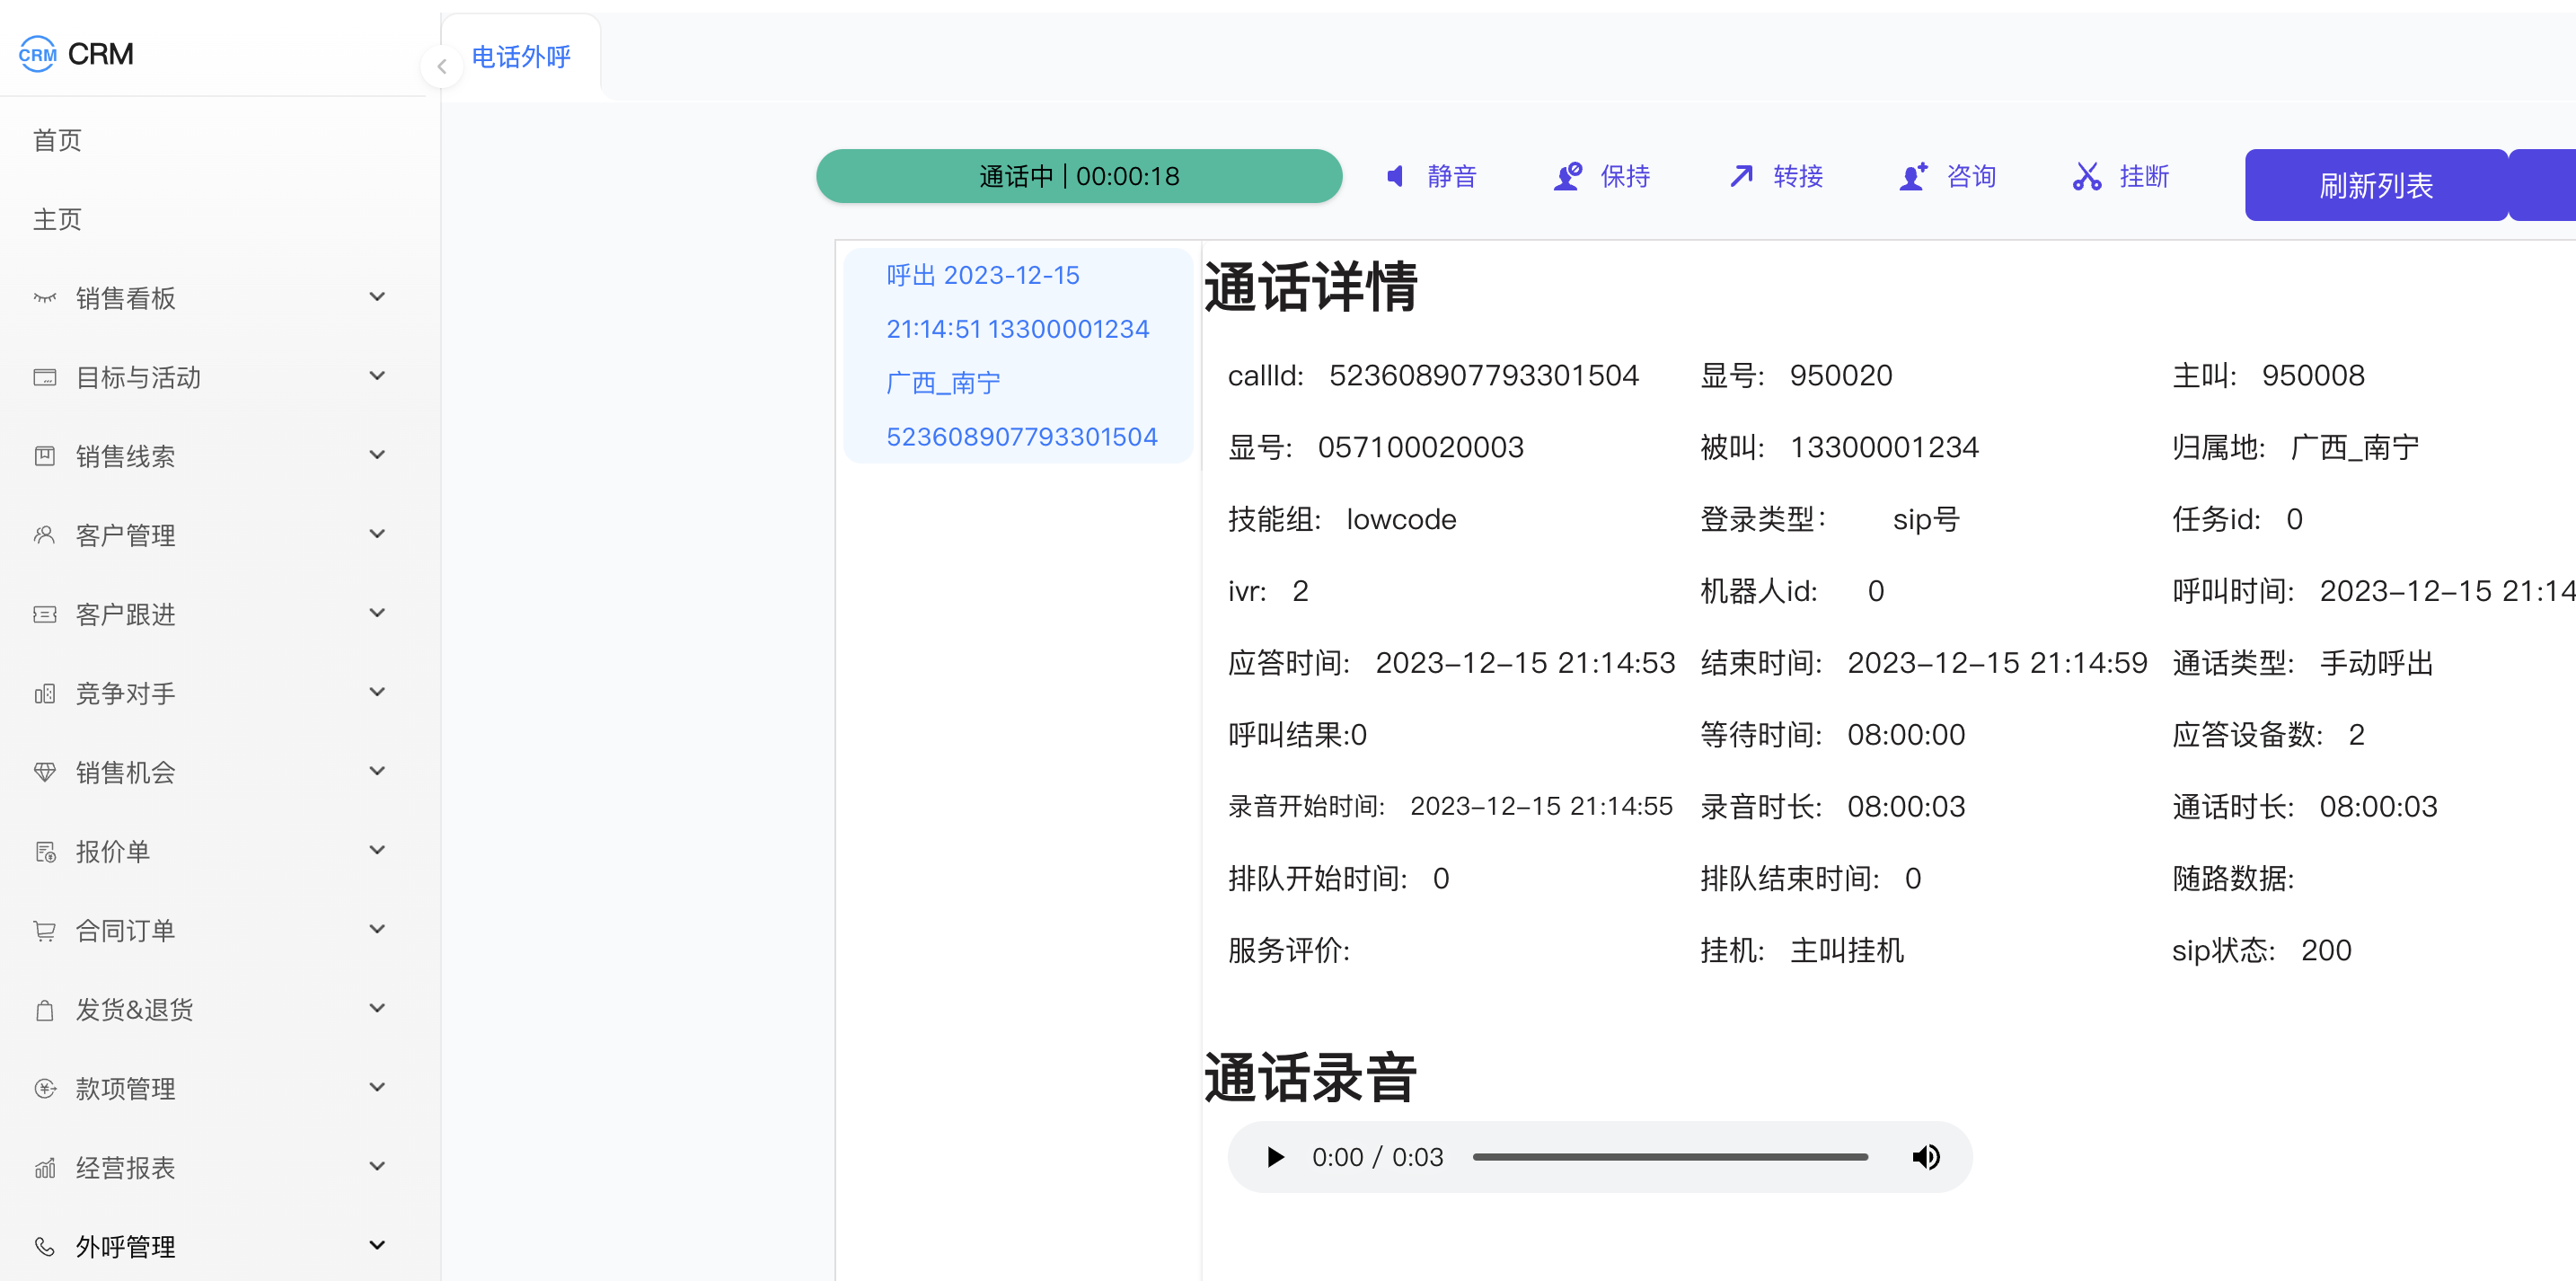 CRM CRM
电话外呼
首页
主页
销售看板
目标与活动
销售线索
客户管理
客户跟进
竞争对手
销售机会
报价单
合同订单
发货&退货
款项管理
经营报表
外呼管理
通话中 | 00:00:18 静音 保持 转接 咨询 挂断 刷新列表
呼出 2023-12-15
21:14:51 13300001234
广西_南宁
523608907793301504
通话详情
callId: 523608907793301504 显号: 950020 主叫: 950008
显号: 057100020003 被叫: 13300001234 归属地: 广西_南宁
技能组: lowcode 登录类型: sip号 任务id: 0
ivr: 2 机器人id: 0 呼叫时间: 2023-12-15 21:14
应答时间: 2023-12-15 21:14:53 结束时间: 2023-12-15 21:14:59 通话类型: 手动呼出
呼叫结果:0 等待时间: 08:00:00 应答设备数: 2
录音开始时间: 2023-12-15 21:14:55 录音时长: 08:00:03 通话时长: 08:00:03
排队开始时间: 0 排队结束时间: 0 随路数据:
服务评价: 挂机: 主叫挂机 sip状态: 200
通话录音
0:00 / 0:03